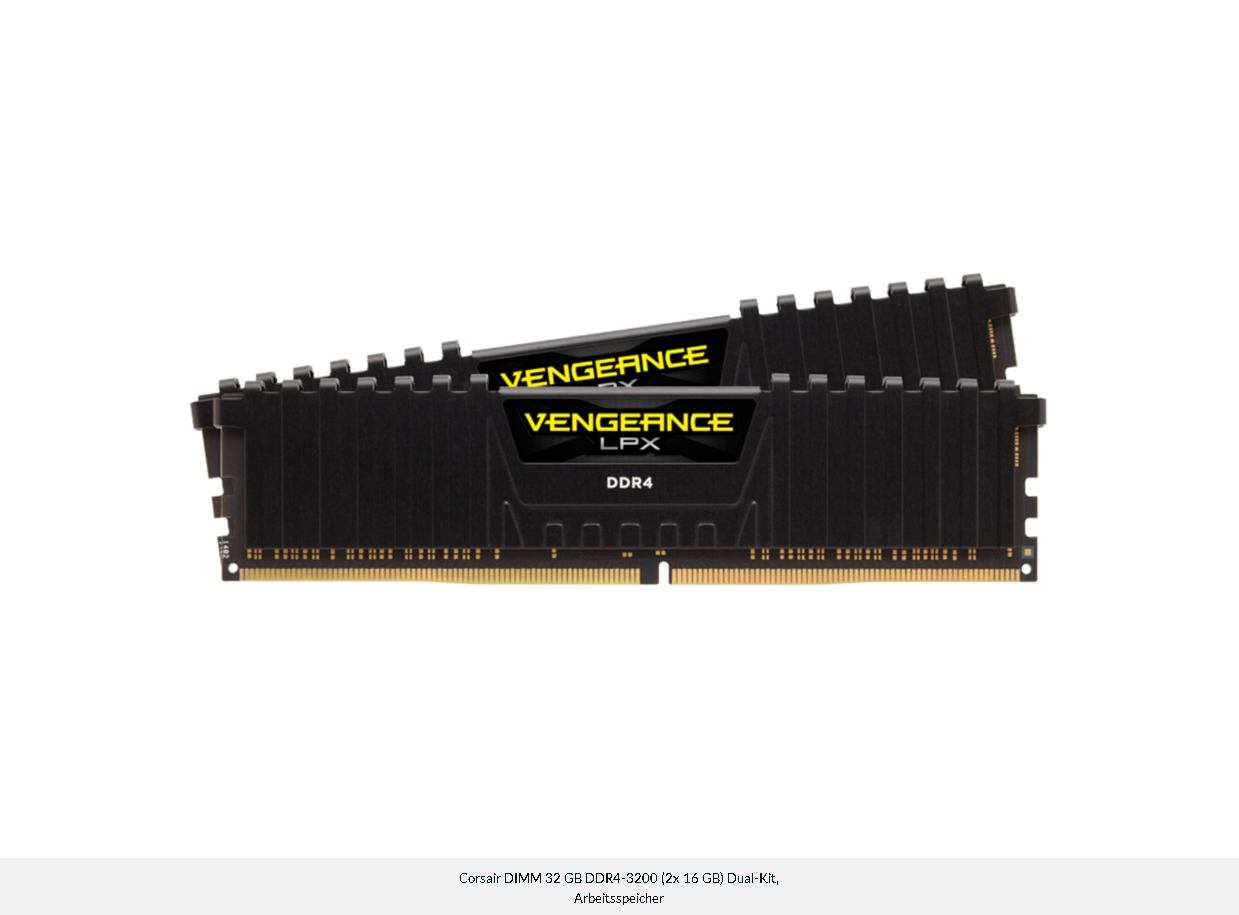 VENGEANCE
VENGEANCE
LPX
DDR4
Corsair DIMM 32 GB DDR4-3200 (2x 16 GB) Dual-Kit,
Arbeitsspeicher